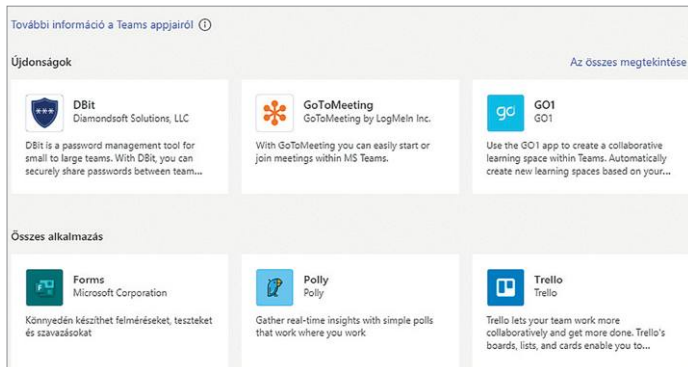 További információ a Teams appjairól
Újdonságok
Az összes megtekintése
DBit
Diamondsoft Solutions, LLC
DBit is a password management tool for
small to large teams. With DBit, you can
securely share passwords between team...
GoToMeeting
GoToMeeting by LogMeIn Inc.
With GoToMeeting you can easily start or
join meetings within MS Teams.
go
GO1
GO1
Use the GO1 app to create a collaborative
learning space within Teams. Automatically
create new learning spaces based on your...
Összes alkalmazás
Forms
Microsoft Corporation
Könnyedén készíthet felméréseket, teszteket
és szavazásokat
Polly
Polly
Gather real-time insights with simple polls
that work where you work
Trello
Trello
Trello lets your team work more
collaboratively and get more done. Trello's
boards, lists, and cards enable you to...